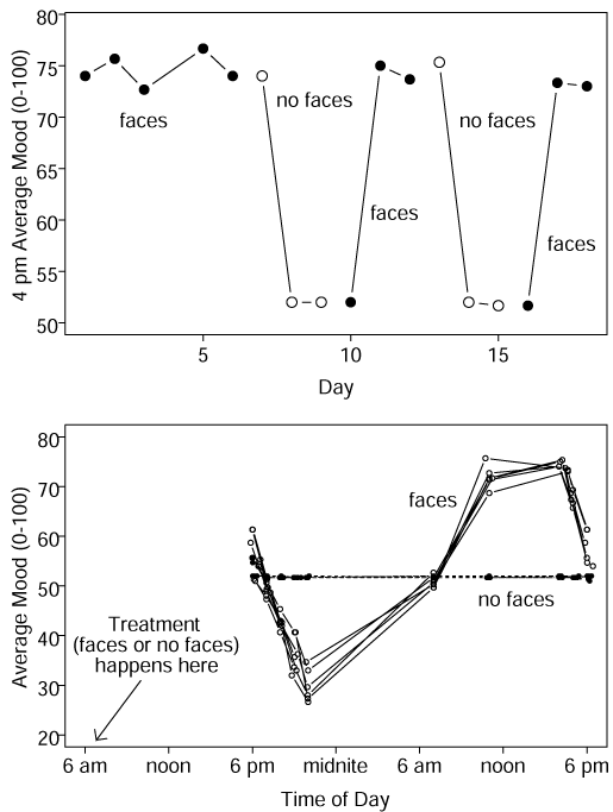 80
75
70
65
60
55
50
4 pm Average Mood (0-100)
faces
no faces
faces
no faces
faces
5
10
15
Day
80
70
60
50
40
30
20
Average Mood (0-100)
faces
no faces
Treatment
(faces or no faces)
happens here
6 am
noon
6 pm
midnite
6 am
noon
6 pm
Time of Day